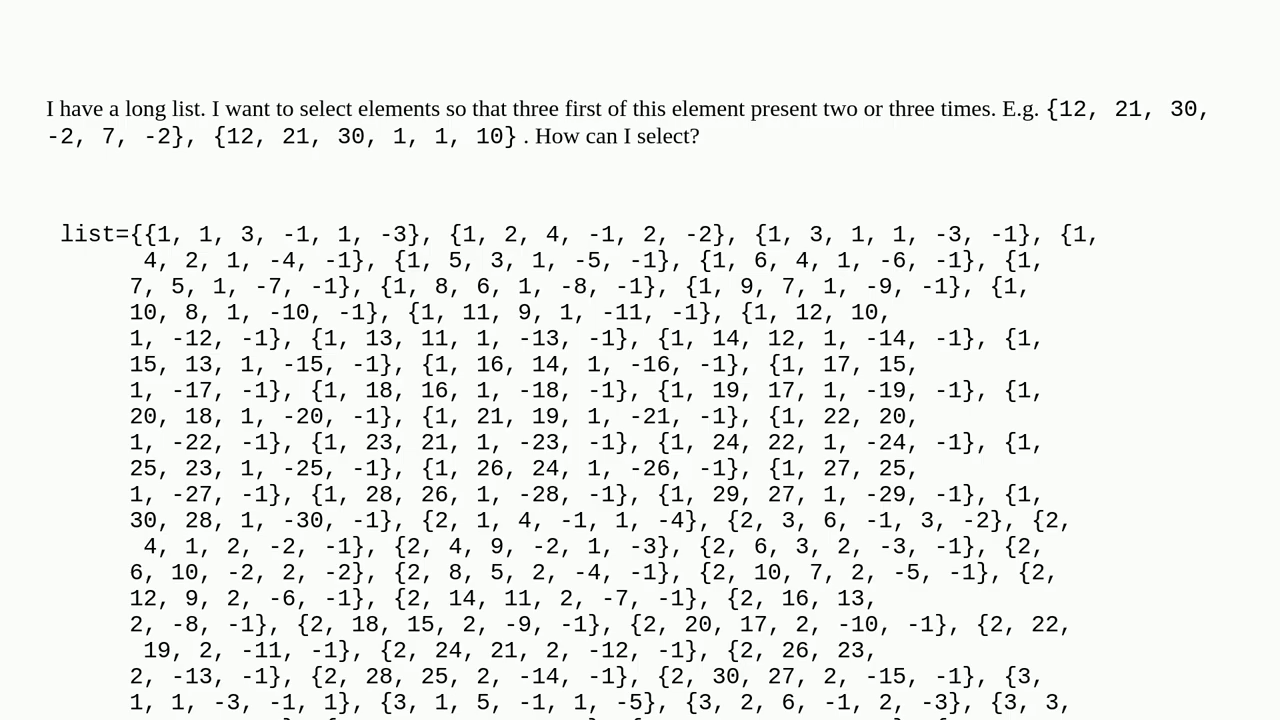 I have a long list. I want to select elements so that three first of this element present two or three times. E.g. {12, 21, 30,
-2, 7, -2}, {12, 21, 30, 1, 1, 10} . How can I select?
list={{1, 1, 3, -1, 1, -3}, {1, 2, 4, -1, 2, -2}, {1, 3, 1, 1, -3, -1}, {1,
4, 2, 1, -4, -1}, {1, 5, 3, 1, -5, -1}, {1, 6, 4, 1, -6, -1}, {1,
7, 5, 1, -7, -1}, {1, 8, 6, 1, -8, -1}, {1, 9, 7, 1, -9, -1}, {1,
10, 8, 1, -10, -1}, {1, 11, 9, 1, -11, -1}, {1, 12, 10,
1, -12, -1}, {1, 13, 11, 1, -13, -1}, {1, 14, 12, 1, -14, -1}, {1,
15, 13, 1, -15, -1}, {1, 16, 14, 1, -16, -1}, {1, 17, 15,
1, -17, -1}, {1, 18, 16, 1, -18, -1}, {1, 19, 17, 1, -19, -1}, {1,
20, 18, 1, -20, -1}, {1, 21, 19, 1, -21, -1}, {1, 22, 20,
1, -22, -1}, {1, 23, 21, 1, -23, -1}, {1, 24, 22, 1, -24, -1}, {1,
25, 23, 1, -25, -1}, {1, 26, 24, 1, -26, -1}, {1, 27, 25,
1, -27, -1}, {1, 28, 26, 1, -28, -1}, {1, 29, 27, 1, -29, -1}, {1,
30, 28, 1, -30, -1}, {2, 1, 4, -1, 1, -4}, {2, 3, 6, -1, 3, -2}, {2,
4, 1, 2, -2, -1}, {2, 4, 9, -2, 1, -3}, {2, 6, 3, 2, -3, -1}, {2,
6, 10, -2, 2, -2}, {2, 8, 5, 2, -4, -1}, {2, 10, 7, 2, -5, -1}, {2,
12, 9, 2, -6, -1}, {2, 14, 11, 2, -7, -1}, {2, 16, 13,
2, -8, -1}, {2, 18, 15, 2, -9, -1}, {2, 20, 17, 2, -10, -1}, {2, 22,
19, 2, -11, -1}, {2, 24, 21, 2, -12, -1}, {2, 26, 23,
2, -13, -1}, {2, 28, 25, 2, -14, -1}, {2, 30, 27, 2, -15, -1}, {3,
1, 1, -3, -1, 1}, {3, 1, 5, -1, 1, -5}, {3, 2, 6, -1, 2, -3}, {3, 3,